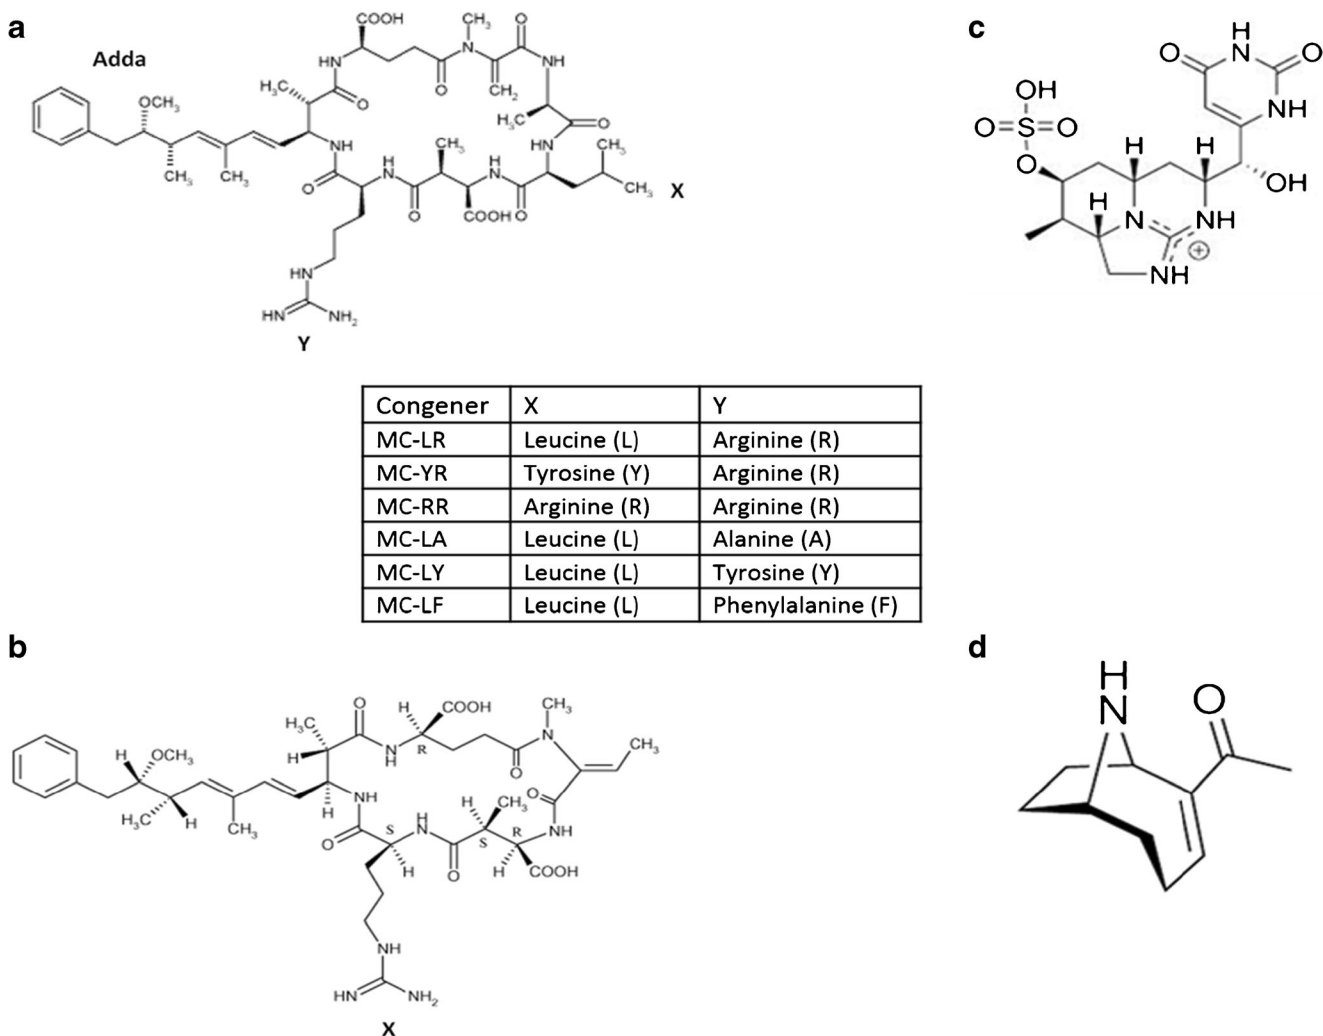 a
Adda
COOH
CH3
O
HN
N
O
NH
H3C
O
O
CH2
OCH3
H3C
O
NH
CH3
HN
CH3
CH3
CH3
O
H
N
H
N
CH3
O
COOH
O
X
HN
HN
NH2
Y
c
H
N
O
O
OH
NH
O=S=O
H
H
O
OH
H
N
NH
+
NH
Congener X Y
MC-LR Leucine (L) Arginine (R)
MC-YR Tyrosine (Y) Arginine (R)
MC-RR Arginine (R) Arginine (R)
MC-LA Leucine (L) Alanine (A)
MC-LY Leucine (L) Tyrosine (Y)
MC-LF Leucine (L) Phenylalanine (F)
b
O
H
COOH
CH3
H3C
N
CH3
H
OCH3
H
N
H
R
O
H3C
H
CH3
H
NH
H
CH3
O
O
S
H
N
S
R
NH
H
O
H
COOH
NH
HN
NH2
X
d
H
N
O